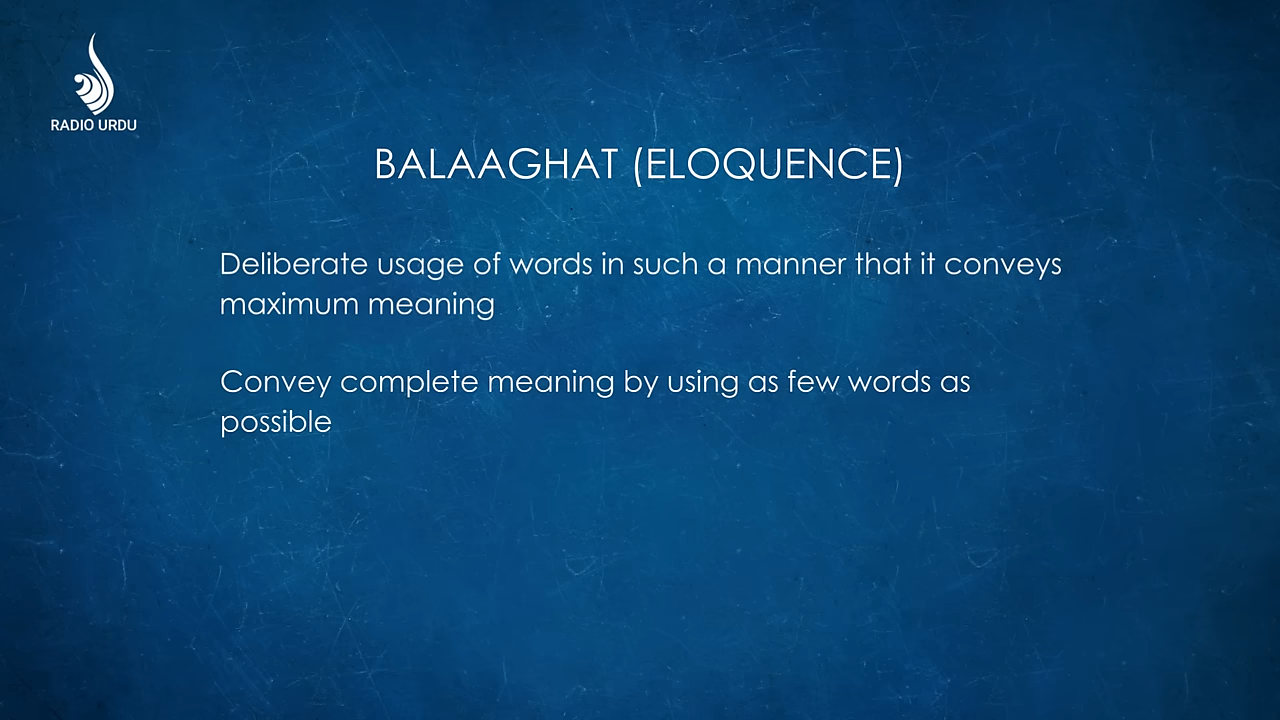 RADIO URDU
BALAAGHAT (ELOQUENCE)
Deliberate usage of words in such a manner that it conveys
maximum meaning
Convey complete meaning by using as few words as
possible